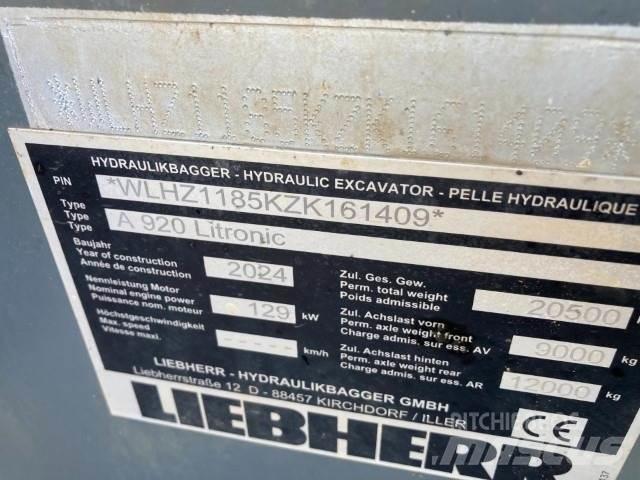 *WLHZ1185KZK161409*
HYDRAULIKBAGGER - HYDRAULIC EXCAVATOR - PELLE HYDRAULIQUE
PIN *WLHZ1185KZK161409*
Type
Type A 920 Litronic
Type
Baujahr
Year of construction 2024
Année de construction
Nennleistung Motor
Nominal engine power 129 kW
Puissance nom. moteur
Höchstgeschwindigkeit
Max. speed ----- km/h
Vitesse maxi.
Zul. Ges. Gew.
Perm. total weight 20500
Poids admissible
Zul. Achslast vorn
Perm. axle weight front 9000 kg
Charge admis. sur ess. AV
Zul. Achslast hinten
Perm. axle weight rear 12000 kg
Charge admis. sur ess. AR
LIEBHERR - HYDRAULIKBAGGER GMBH
Liebherrstraße 12 D - 88457 KIRCHDORF / ILLER
LIEBHERR CE